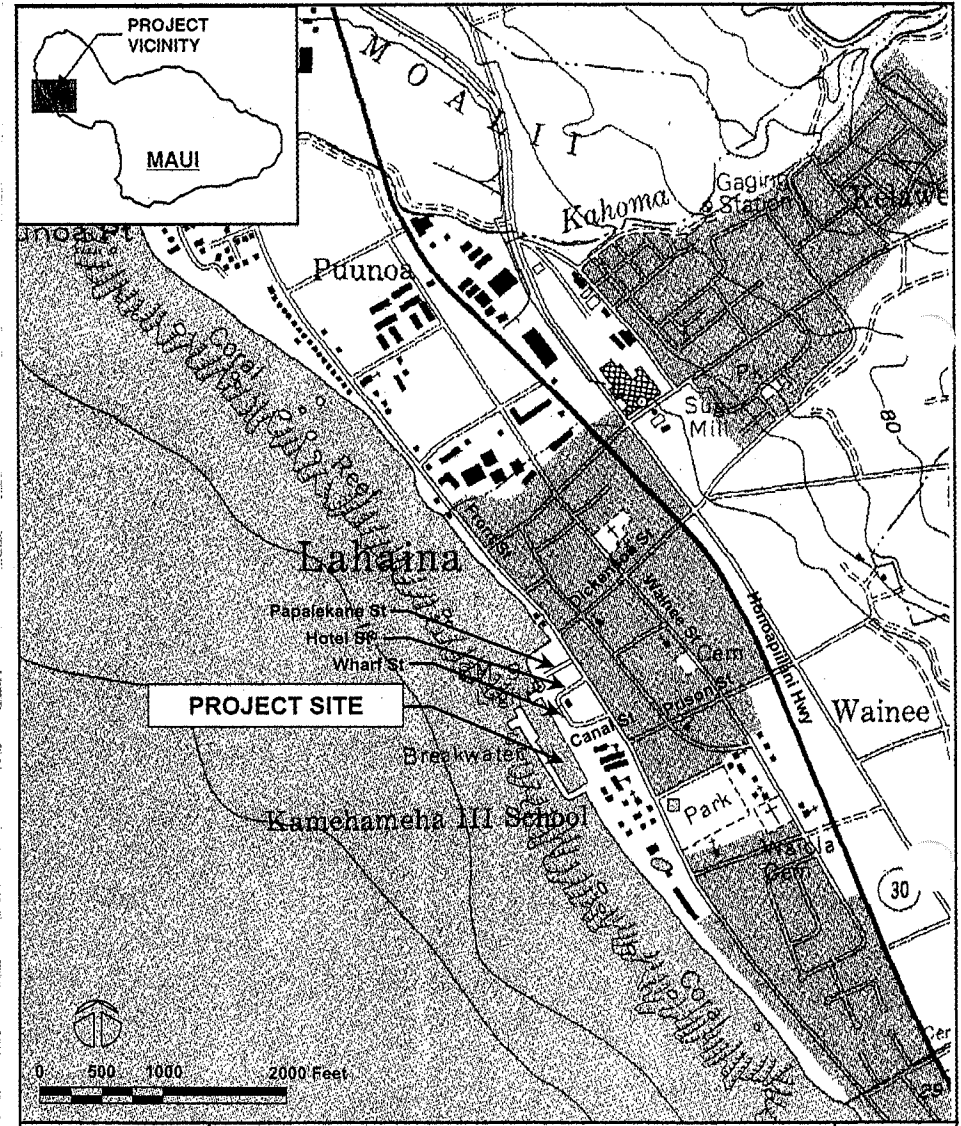 PROJECT
VICINITY
MAUI
MOALII
Kahoma
Gaging
Station
Puunoa
Coral
Reef
Pk
Mill
80
Lahaina
Front St
Dickenson St
Wainee St
Cem
Prison St
Honoapiilani Hwy
Papalekane St
Hotel St
Wharf St
PROJECT SITE
Canal St
Breakwater
Wainee
Kamehameha III School
Park
Waiola
Cem
30
Coral
0 500 1000 2000 Feet